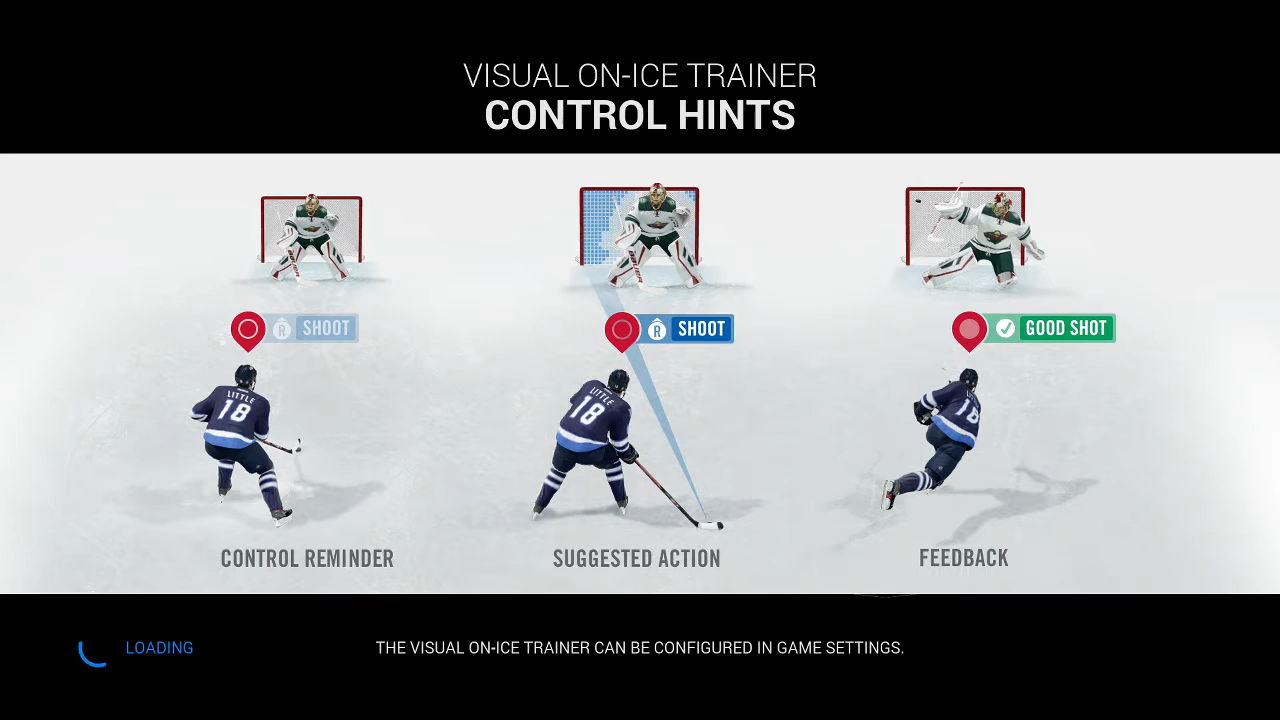 VISUAL ON-ICE TRAINER
CONTROL HINTS
R SHOOT
R SHOOT
GOOD SHOT
LITTLE
18
LITTLE
18
18
CONTROL REMINDER
SUGGESTED ACTION
FEEDBACK
LOADING
THE VISUAL ON-ICE TRAINER CAN BE CONFIGURED IN GAME SETTINGS.